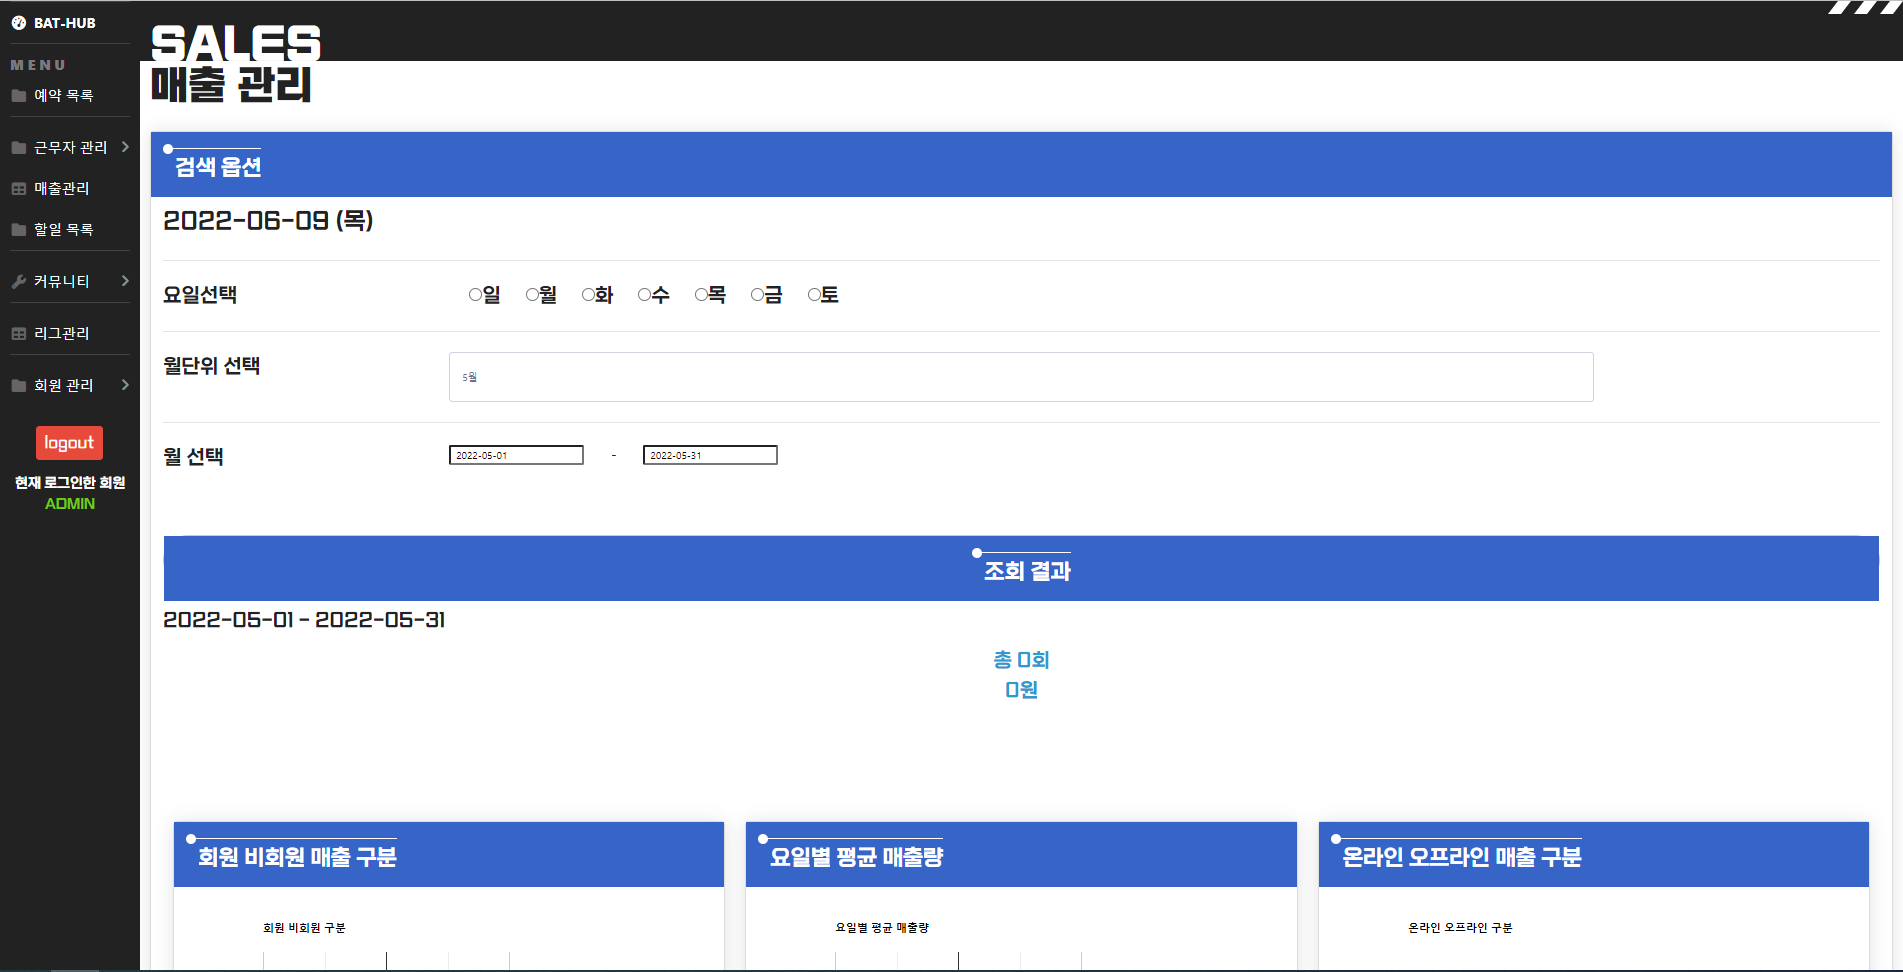 BAT-HUB
MENU
예약 목록
근무자 관리
매출관리
할일 목록
커뮤니티
리그관리
회원 관리
logout
현재 로그인한 회원
ADMIN
SALES
매출 관리
검색 옵션
2022-06-09 (목)
요일선택 일 월 화 수 목 금 토
월단위 선택 5월
월 선택 2022-05-01 - 2022-05-31
조회 결과
2022-05-01 - 2022-05-31
총 0회
0원
회원 비회원 매출 구분
회원 비회원 구분
요일별 평균 매출량
요일별 평균 매출량
온라인 오프라인 매출 구분
온라인 오프라인 구분